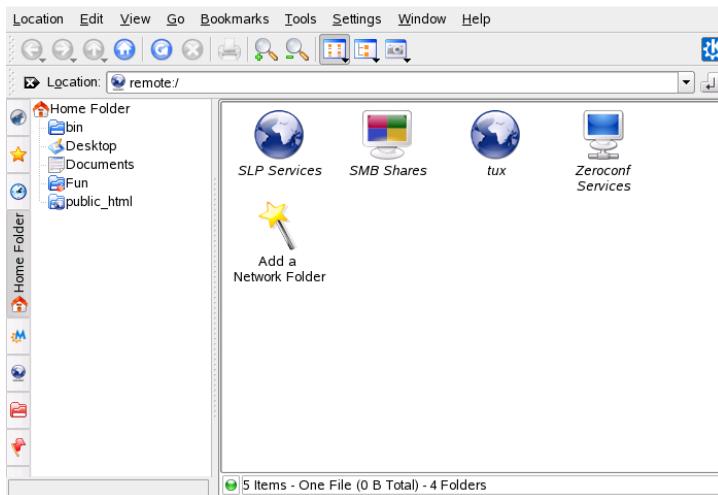 Location Edit View Go Bookmarks Tools Settings Window Help
Location: remote:/
Home Folder
bin
Desktop
Documents
Fun
public_html
Home Folder
SLP Services SMB Shares tux Zeroconf
Services
Add a
Network Folder
5 Items - One File (0 B Total) - 4 Folders